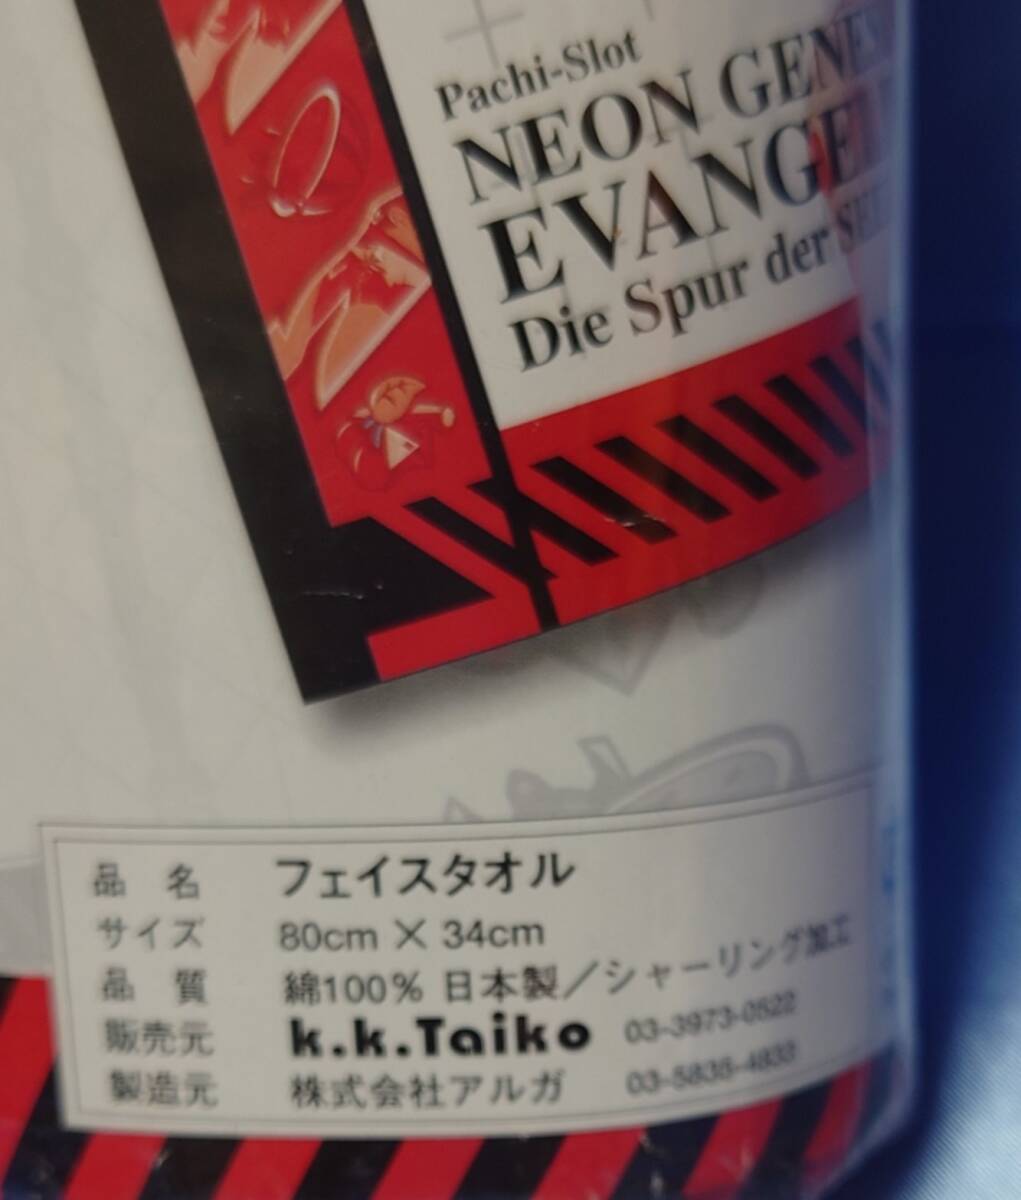 Pachi-Slot
NEON GENES
EVANGE
Die Spur der SEE
品 名 フェイスタオル
サイズ 80cm × 34cm
品 質 綿100% 日本製／シャーリング加工
販売元 k.k.Taiko 03-3973-0522
製造元 株式会社アルガ 03-5835-4833